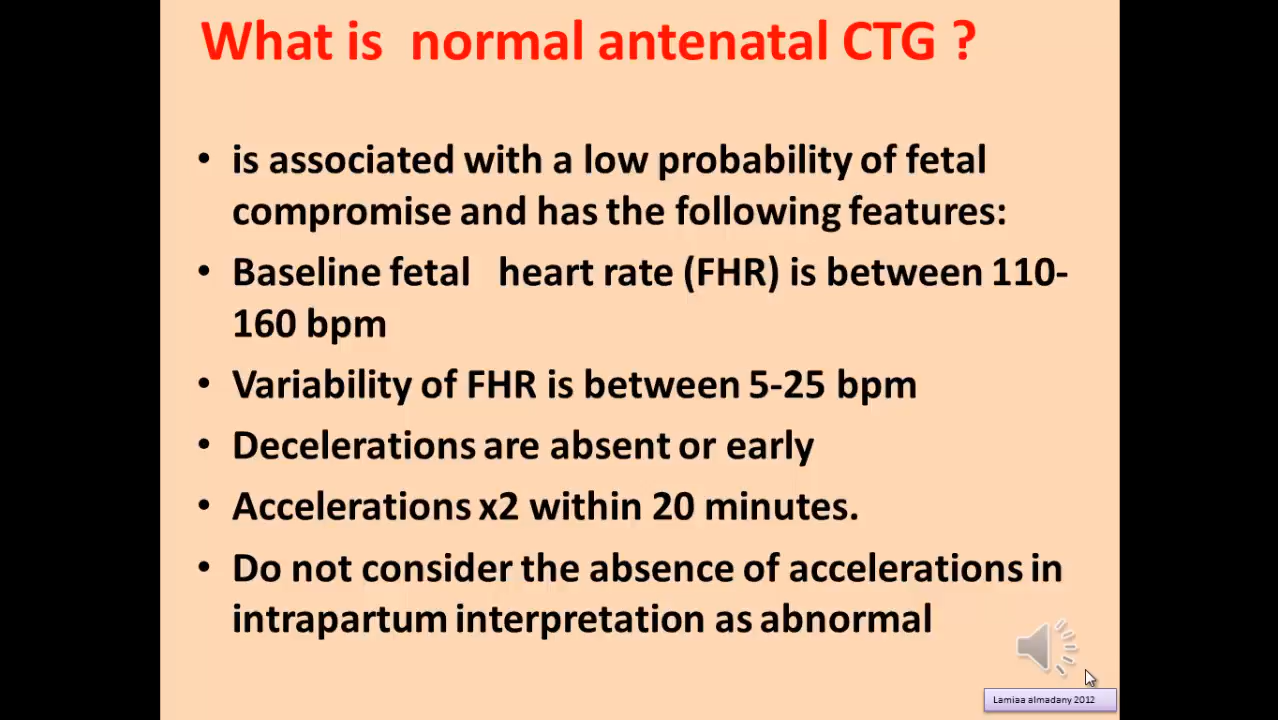 What is normal antenatal CTG ?
• is associated with a low probability of fetal
compromise and has the following features:
• Baseline fetal heart rate (FHR) is between 110-
160 bpm
• Variability of FHR is between 5-25 bpm
• Decelerations are absent or early
• Accelerations x2 within 20 minutes.
• Do not consider the absence of accelerations in
intrapartum interpretation as abnormal
Lamiaa almadany 2012